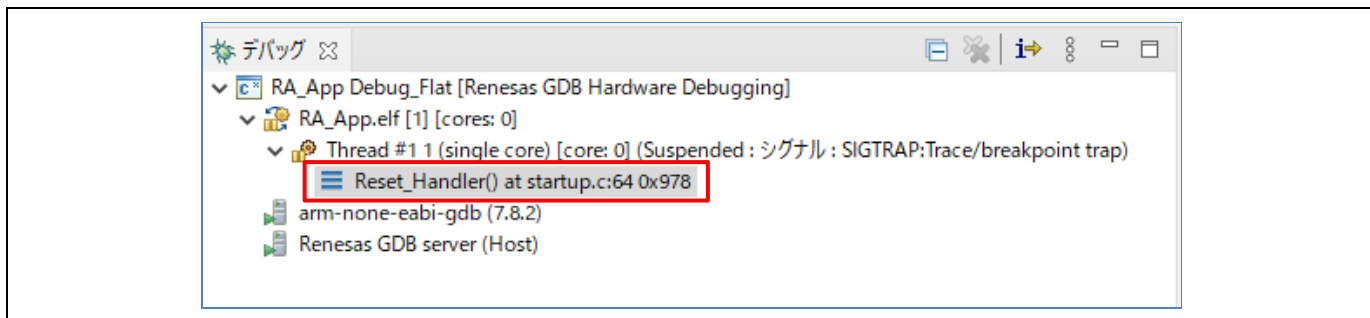 デバッグ
RA_App Debug_Flat [Renesas GDB Hardware Debugging]
RA_App.elf [1] [cores: 0]
Thread #1 1 (single core) [core: 0] (Suspended : シグナル : SIGTRAP:Trace/breakpoint trap)
Reset_Handler() at startup.c:64 0x978
arm-none-eabi-gdb (7.8.2)
Renesas GDB server (Host)